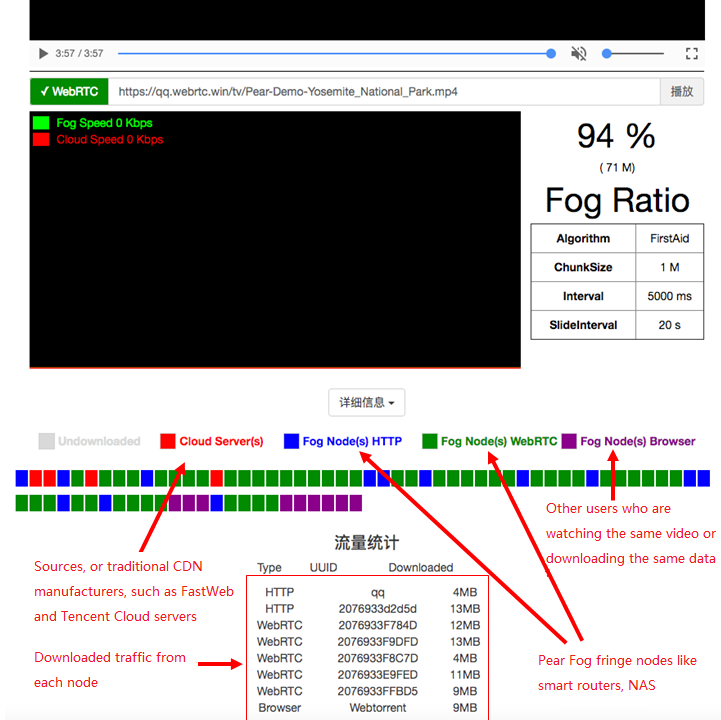 3:57 / 3:57
✓ WebRTC https://qq.webrtc.win/tv/Pear-Demo-Yosemite_National_Park.mp4 播放
Fog Speed 0 Kbps
Cloud Speed 0 Kbps
94 %
( 71 M)
Fog Ratio
Algorithm FirstAid
ChunkSize 1 M
Interval 5000 ms
SlideInterval 20 s
详细信息
Undownloaded Cloud Server(s) Fog Node(s) HTTP Fog Node(s) WebRTC Fog Node(s) Browser
Other users who are
watching the same video or
downloading the same data
Sources, or traditional CDN
manufacturers, such as FastWeb
and Tencent Cloud servers
Downloaded traffic from
each node
流量统计
Type UUID Downloaded
HTTP qq 4MB
HTTP 2076933d2d5d 13MB
WebRTC 2076933F784D 12MB
WebRTC 2076933F9DFD 13MB
WebRTC 2076933F8C7D 4MB
WebRTC 2076933E9FED 11MB
WebRTC 2076933FFBD5 9MB
Browser Webtorrent 9MB
Pear Fog fringe nodes like
smart routers, NAS